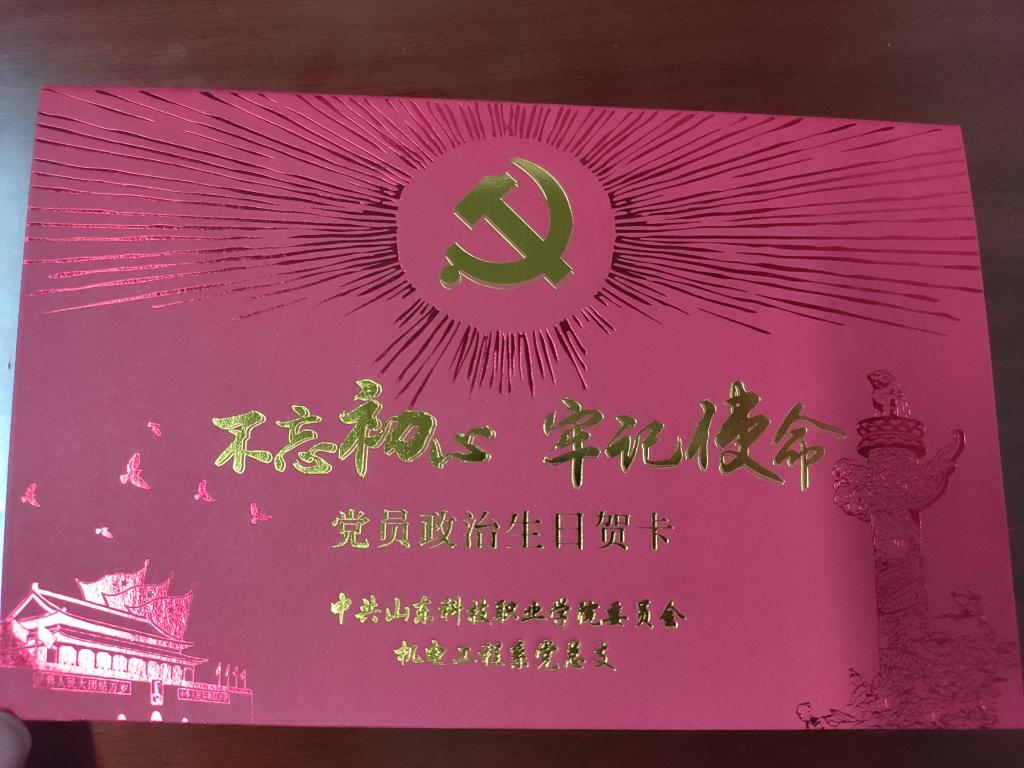 不忘初心 牢记使命
党员政治生日贺卡
中共山东科技职业学院委员会
机电工程系党总支